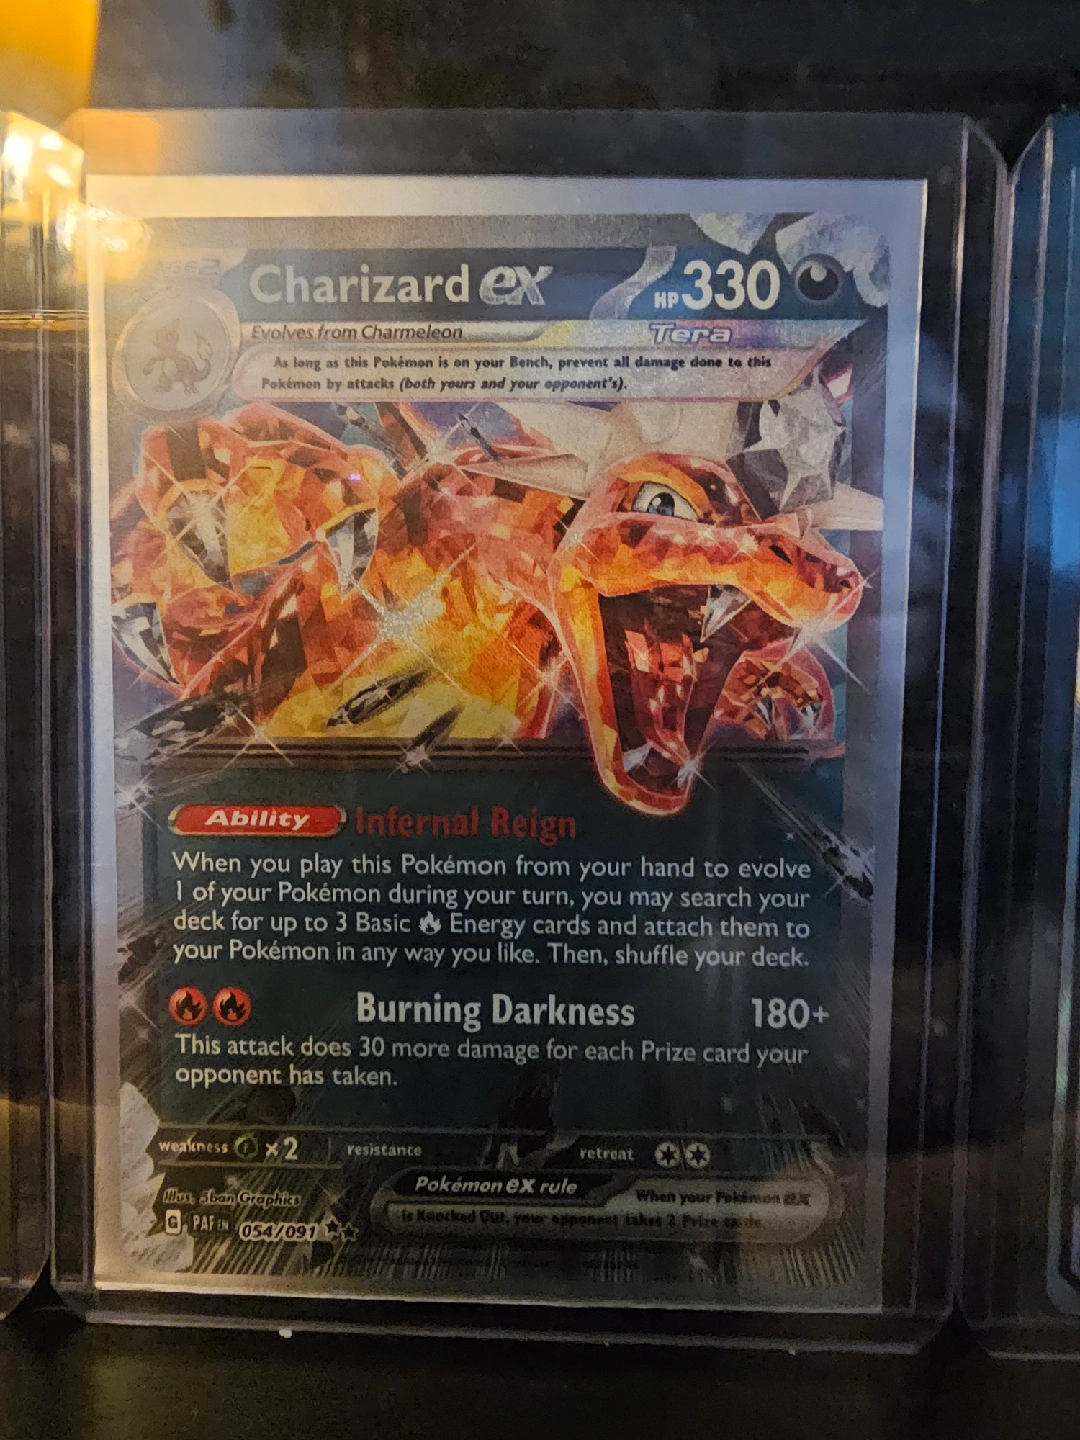 Charizard ex HP 330
Evolves from Charmeleon Tera
As long as this Pokémon is on your Bench, prevent all damage done to this
Pokémon by attacks (both yours and your opponent's).
Ability Infernal Reign
When you play this Pokémon from your hand to evolve
1 of your Pokémon during your turn, you may search your
deck for up to 3 Basic Energy cards and attach them to
your Pokémon in any way you like. Then, shuffle your deck.
Burning Darkness 180+
This attack does 30 more damage for each Prize card your
opponent has taken.
weakness ×2 resistance retreat
Illus. 5ban Graphics
Pokémon ex rule When your Pokémon ex
is Knocked Out, your opponent takes 2 Prize cards.
G PAF EN 054/091